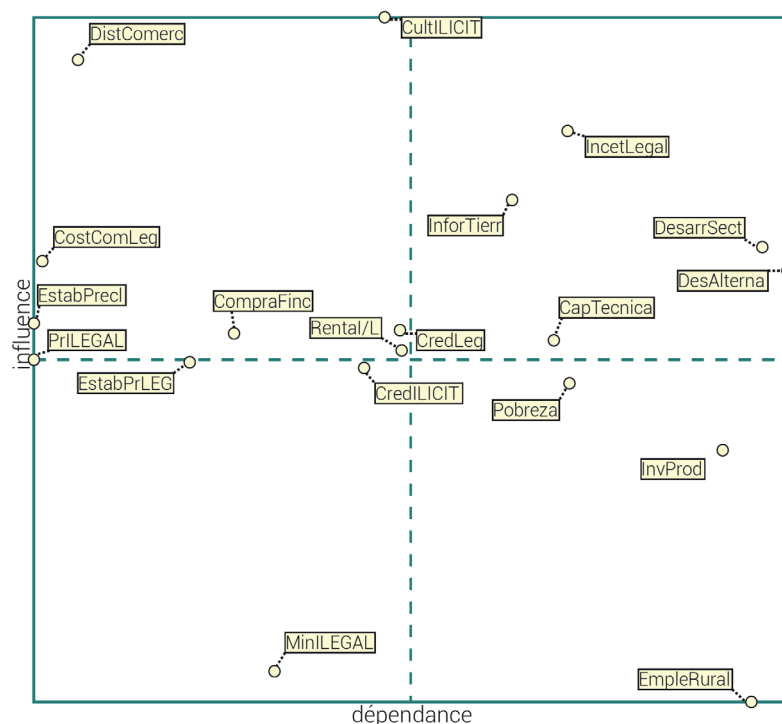 CultILICIT
DistComerc
IncetLegal
InforTierr
DesarrSect
CostComLeg
DesAlterna
EstabPrecI
CompraFinc
CapTecnica
Rental/L
CredLeg
PrILEGAL
influence
EstabPrLEG
CredILICIT
Pobreza
InvProd
MinILEGAL
EmpleRural
dépendance